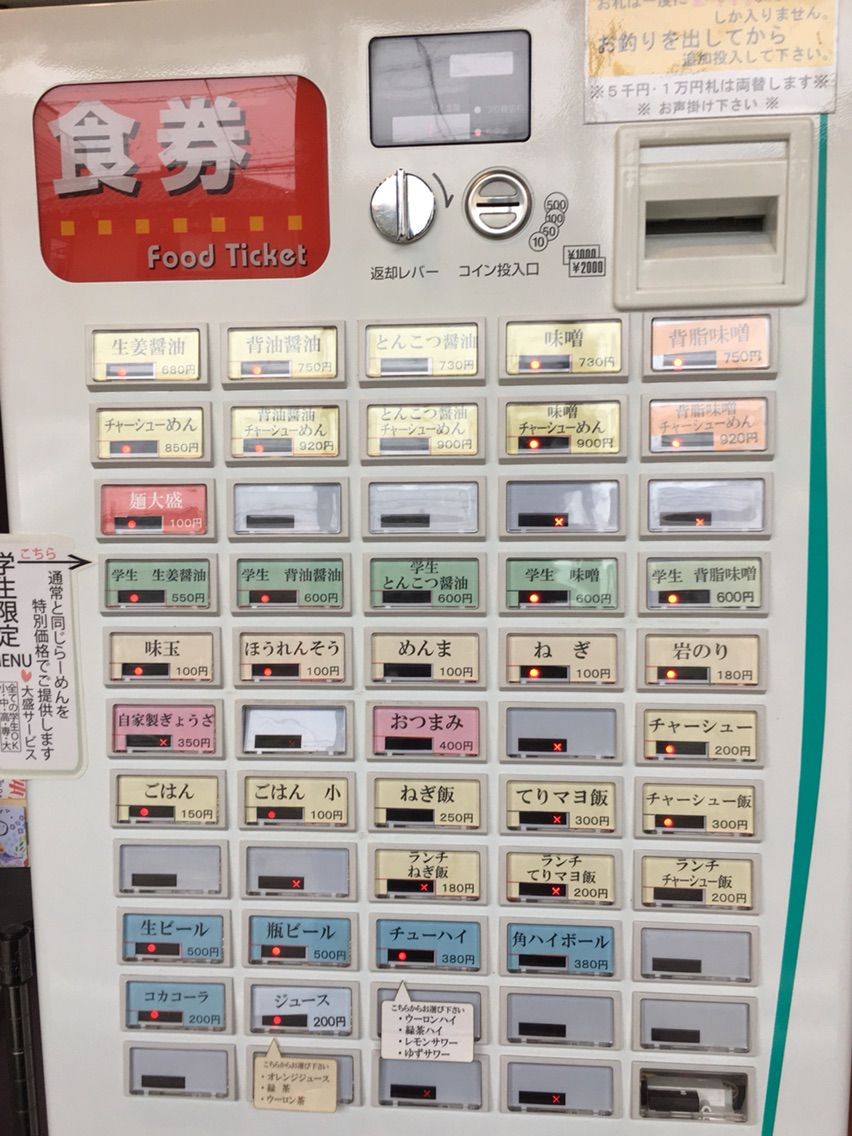 お札は一度に
しか入りません。
お釣りを出してから
追加投入して下さい。
※5千円・1万円札は両替します※
※ お声掛け下さい ※
食券
Food Ticket
返却レバー
コイン投入口
500
100
50
10
¥1000
¥2000
生姜醤油
680円
背油醤油
750円
とんこつ醤油
730円
味噌
730円
背脂味噌
750円
チャーシューめん
850円
背油醤油
チャーシューめん
920円
とんこつ醤油
チャーシューめん
900円
味噌
チャーシューめん
900円
背脂味噌
チャーシューめん
920円
麺大盛
100円
こちら
学生限定
MENU
通常と同じらーめんを
特別価格でご提供します
♥大盛サービス
全ての学生OK
小・中・高・専・大
学生 生姜醤油
550円
学生 背油醤油
600円
学生
とんこつ醤油
600円
学生 味噌
600円
学生 背脂味噌
600円
味玉
100円
ほうれんそう
100円
めんま
100円
ねぎ
100円
岩のり
180円
自家製ぎょうざ
350円
おつまみ
400円
チャーシュー
200円
ごはん
150円
ごはん 小
100円
ねぎ飯
250円
てりマヨ飯
300円
チャーシュー飯
300円
ランチ
ねぎ飯
180円
ランチ
てりマヨ飯
200円
ランチ
チャーシュー飯
200円
生ビール
500円
瓶ビール
500円
チューハイ
380円
角ハイボール
380円
コカコーラ
200円
ジュース
200円
こちらからお選び下さい
・ウーロンハイ
・緑茶ハイ
・レモンサワー
・ゆずサワー
こちらからお選び下さい
・オレンジジュース
・緑 茶
・ウーロン茶